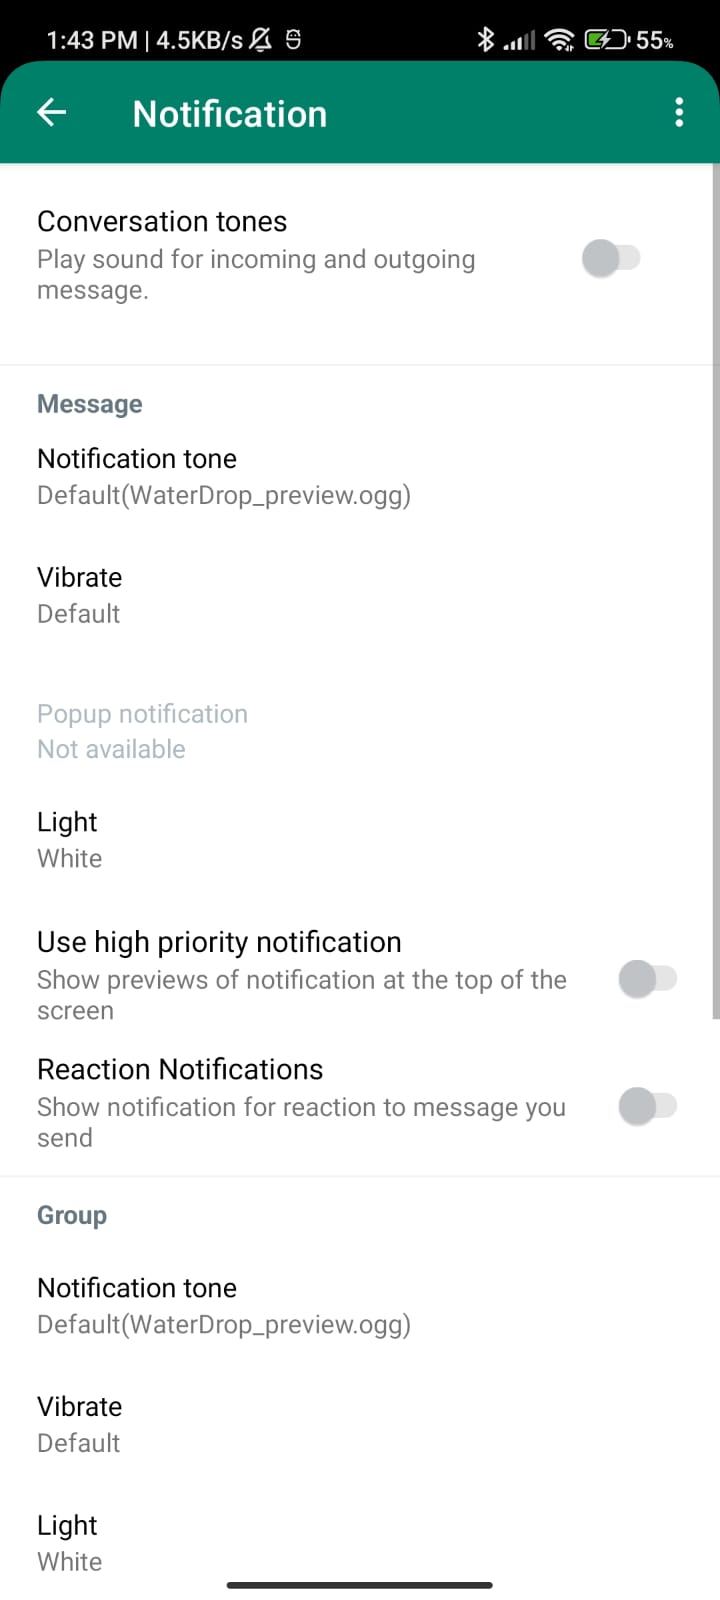 1:43 PM | 4.5KB/s 55%
Notification
Conversation tones
Play sound for incoming and outgoing
message.
Message
Notification tone
Default(WaterDrop_preview.ogg)
Vibrate
Default
Popup notification
Not available
Light
White
Use high priority notification
Show previews of notification at the top of the
screen
Reaction Notifications
Show notification for reaction to message you
send
Group
Notification tone
Default(WaterDrop_preview.ogg)
Vibrate
Default
Light
White